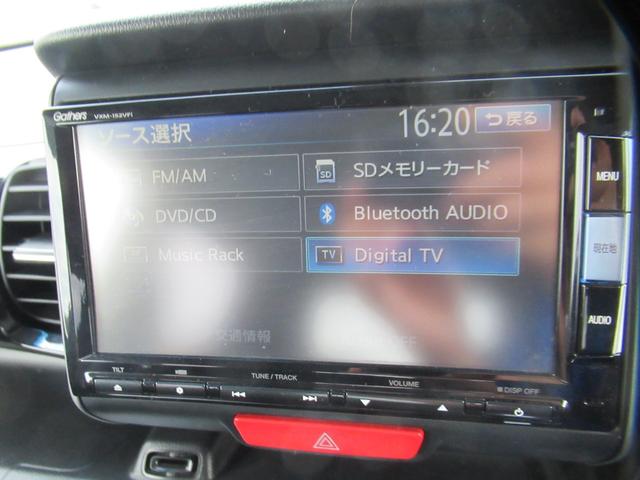 Gathers
VXM-152VFi
ソース選択
16:20
戻る
FM/AM
SD
SDメモリーカード
DVD/CD
Bluetooth AUDIO
Music Rack
TV
Digital TV
交通情報
MENU
現在地
AUDIO
TILT
TUNE / TRACK
VOLUME
DISP OFF